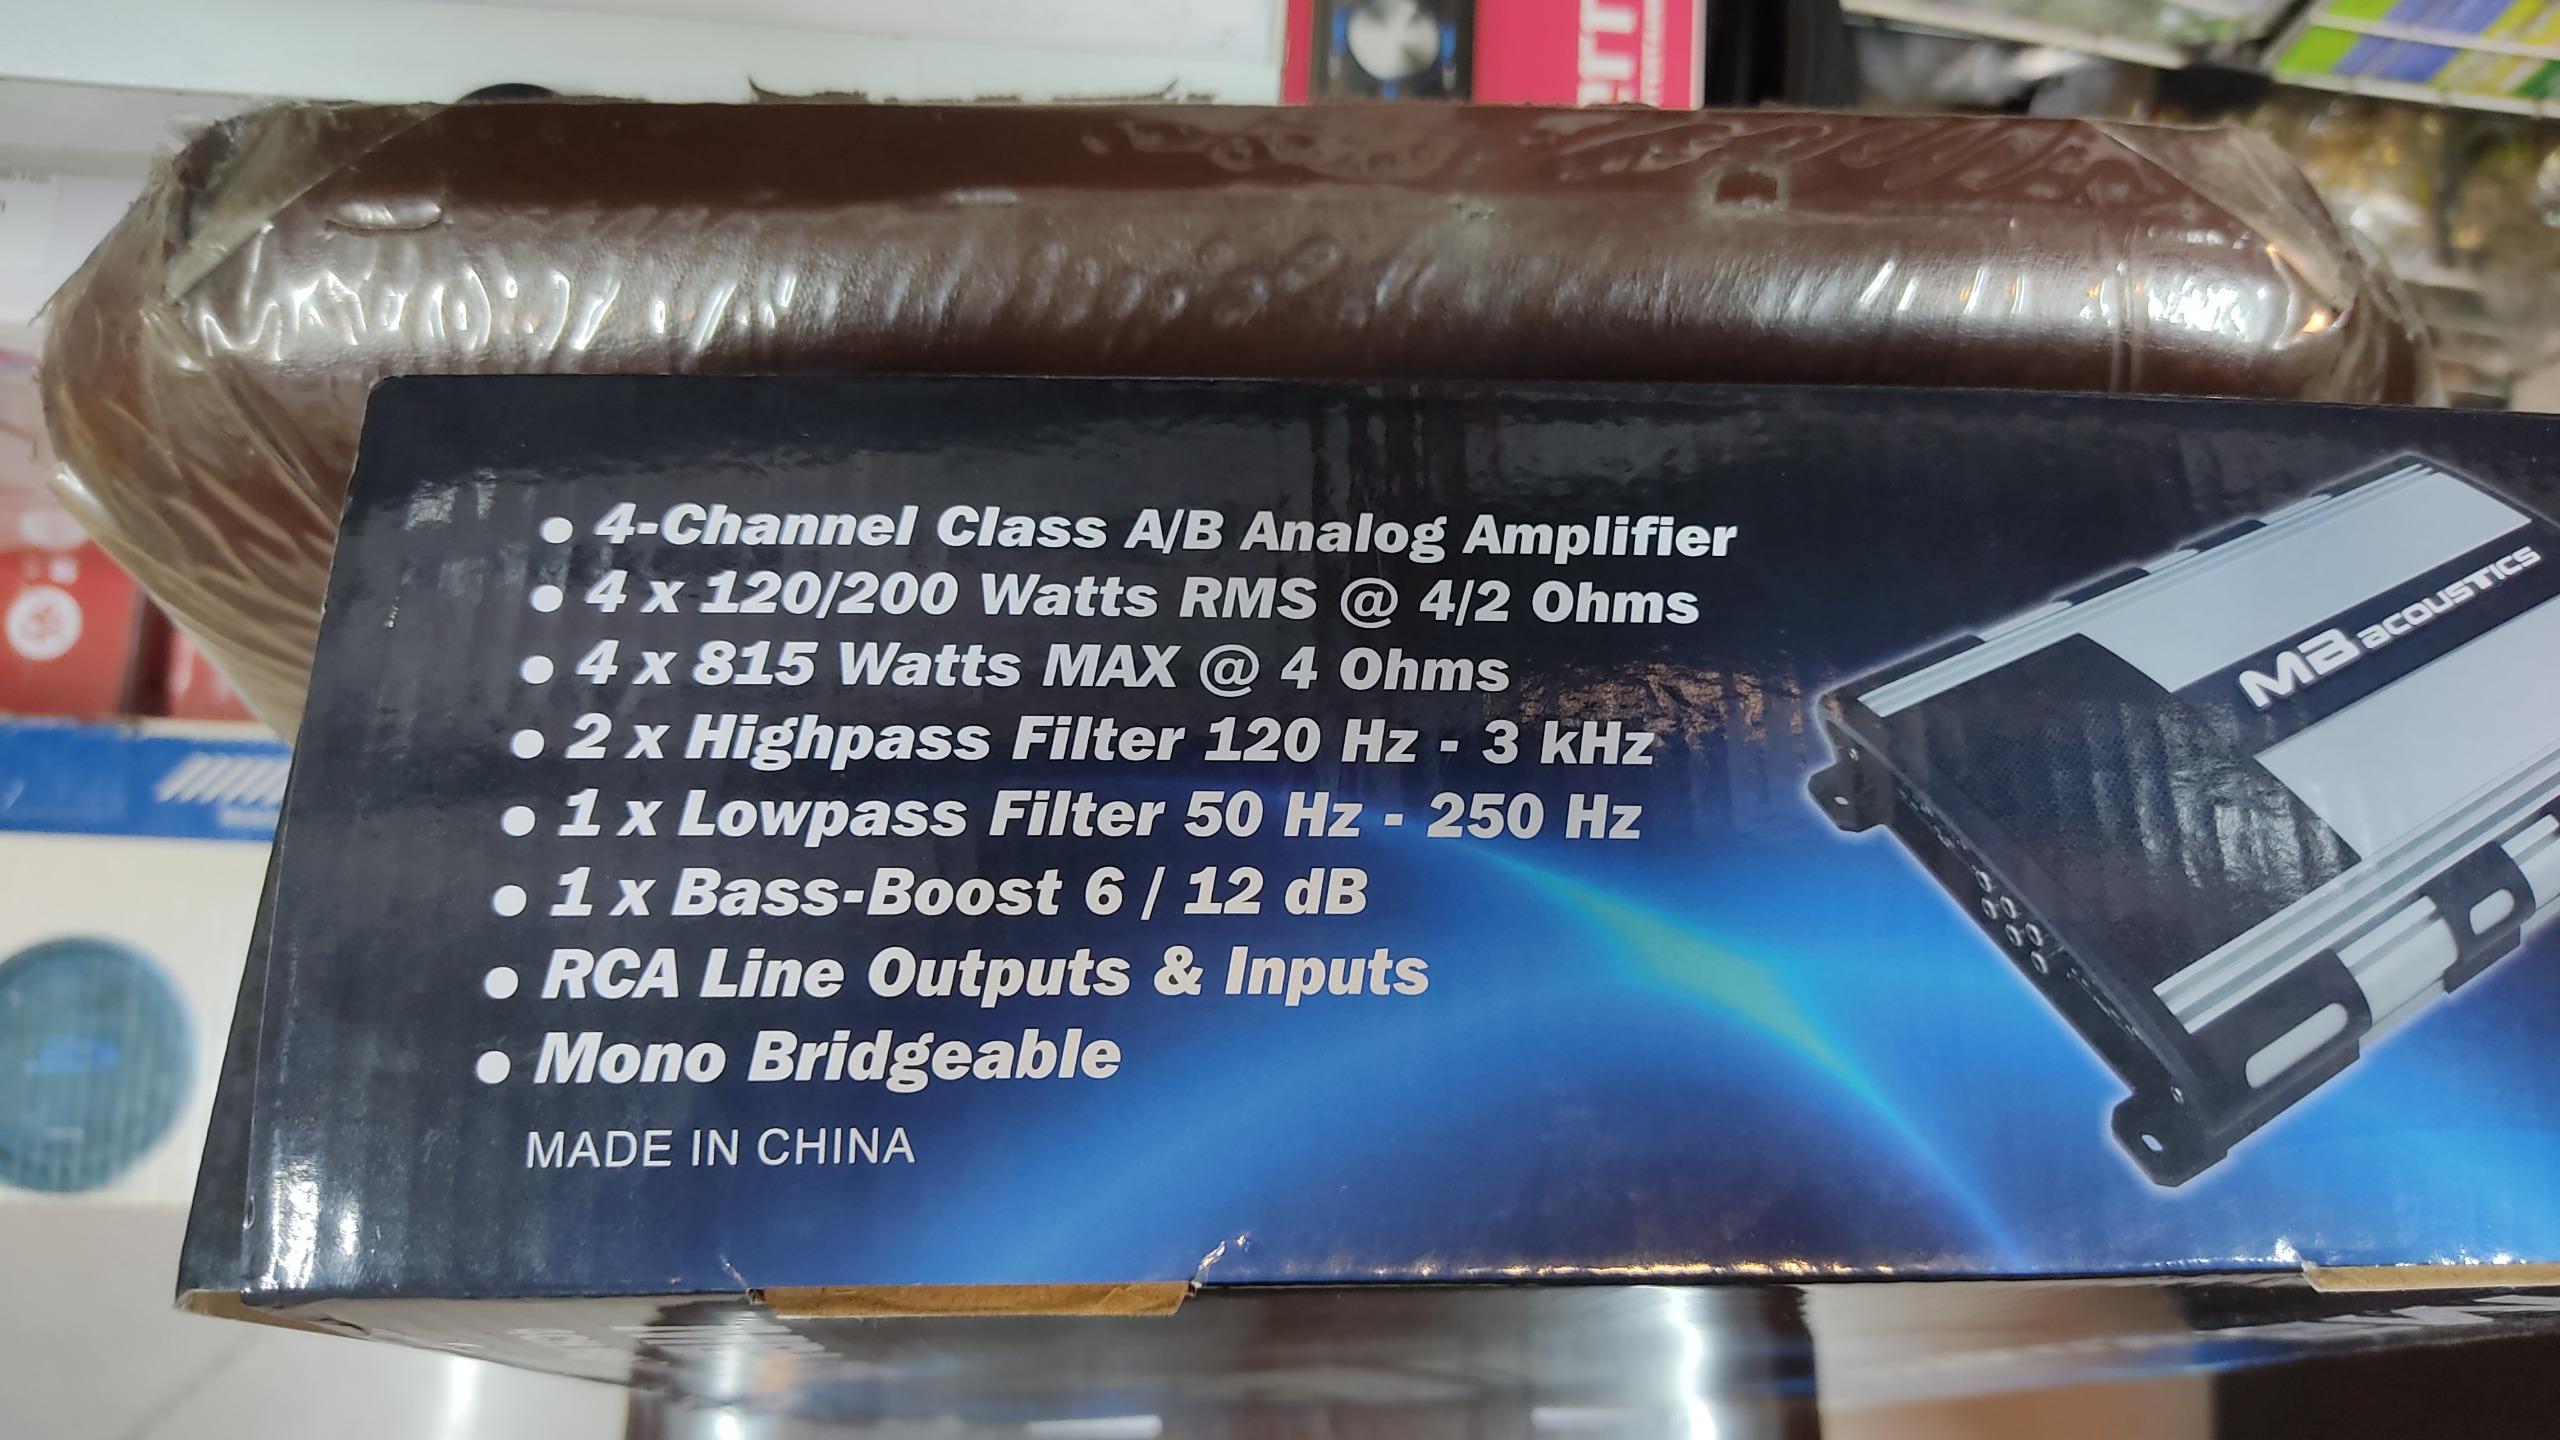 • 4-Channel Class A/B Analog Amplifier
• 4 x 120/200 Watts RMS @ 4/2 Ohms
• 4 x 815 Watts MAX @ 4 Ohms
• 2 x Highpass Filter 120 Hz - 3 kHz
• 1 x Lowpass Filter 50 Hz - 250 Hz
• 1 x Bass-Boost 6 / 12 dB
• RCA Line Outputs & Inputs
• Mono Bridgeable
MADE IN CHINA
MB acoustics